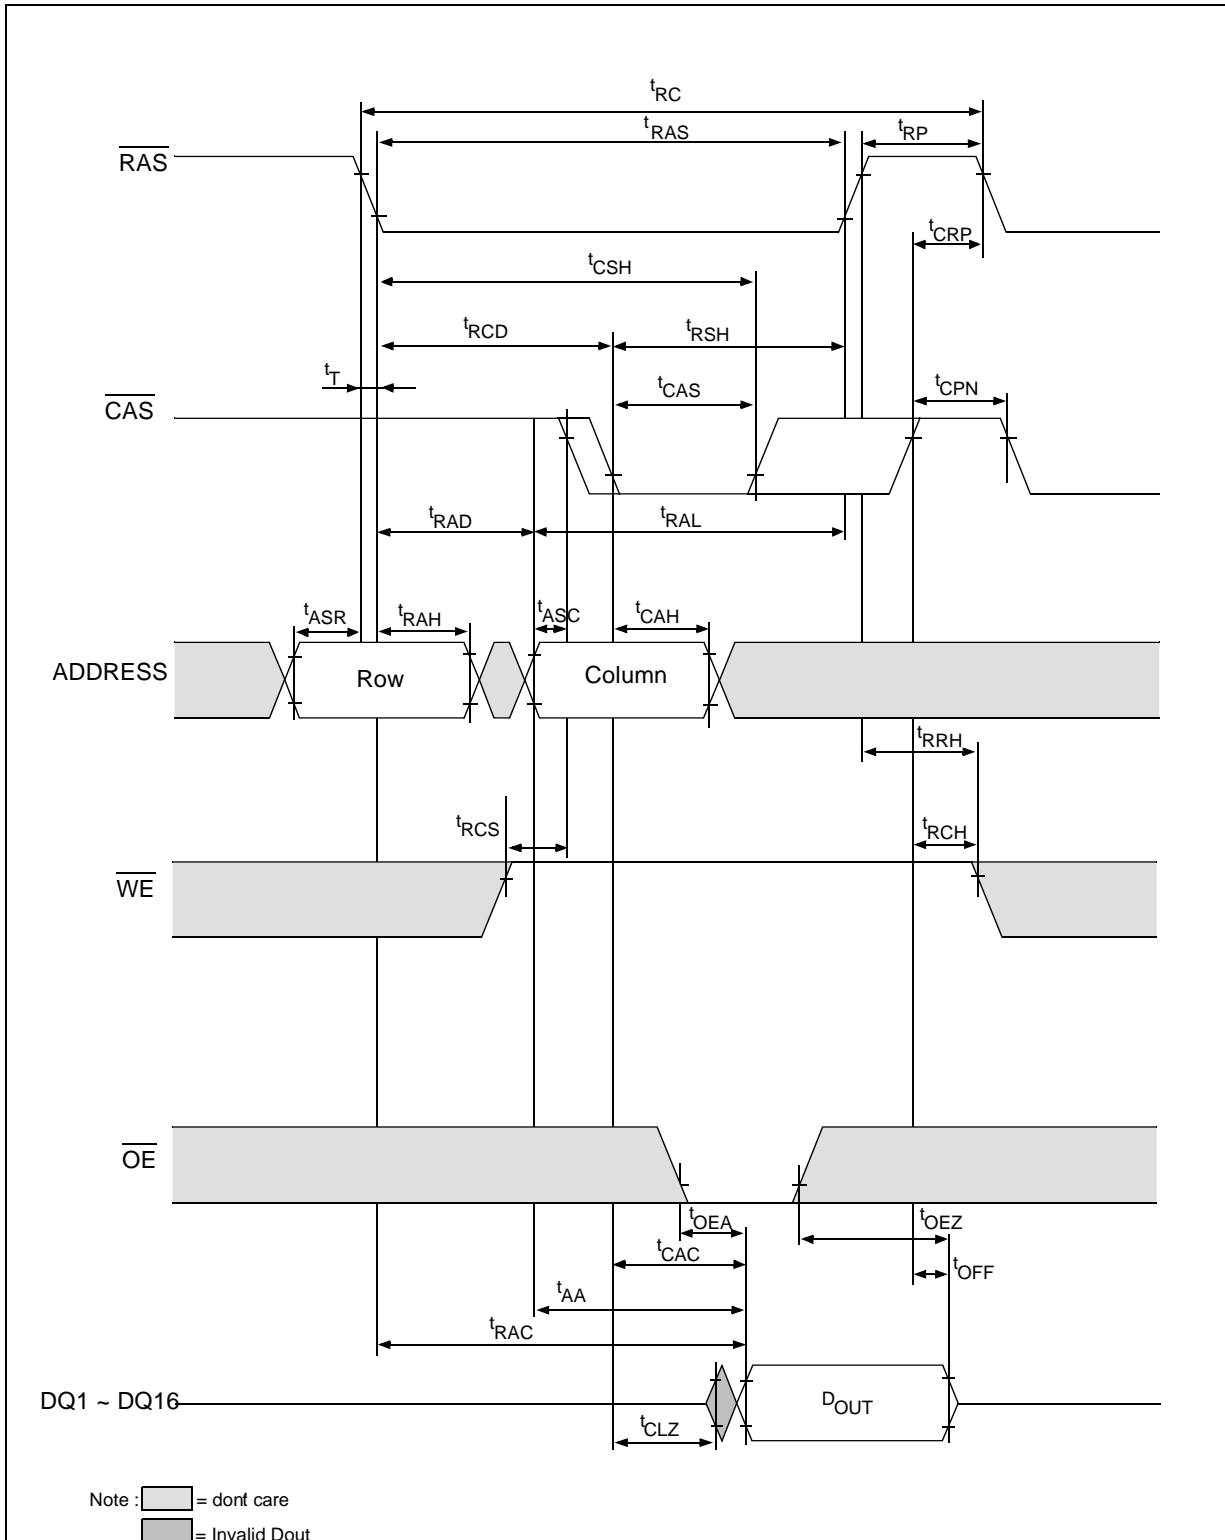 tRC
tRAS
tRP
RAS
tCRP
tCSH
tRCD
tRSH
tT
tCAS
tCPN
CAS
tRAD
tRAL
tASR
tRAH
tASC
tCAH
ADDRESS
Row
Column
tRRH
tRCS
tRCH
WE
OE
tOEA
tOEZ
tCAC
tOFF
tAA
tRAC
DQ1 ~ DQ16
DOUT
tCLZ
Note : = dont care
= Invalid Dout